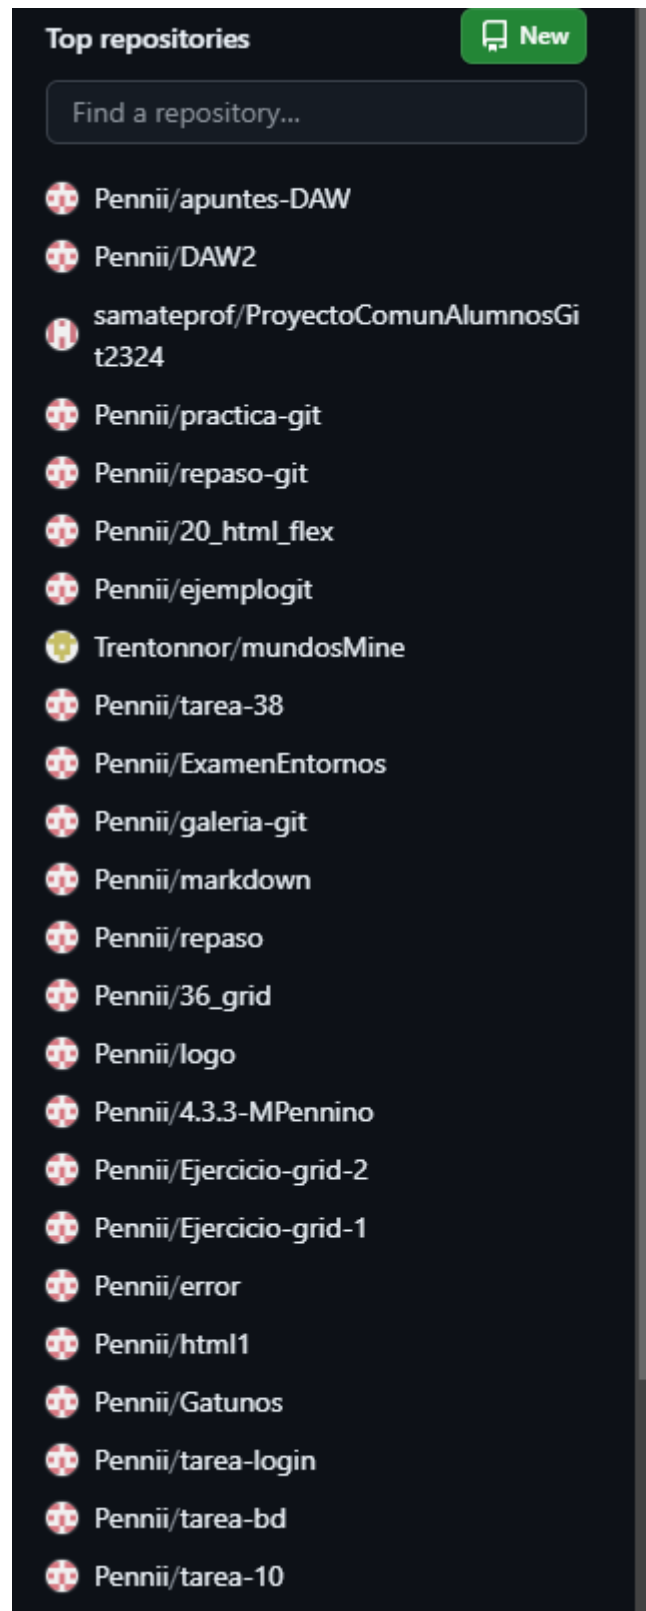 Top repositories
New
Find a repository...
Pennii/apuntes-DAW
Pennii/DAW2
samateprof/ProyectoComunAlumnosGi
t2324
Pennii/practica-git
Pennii/repaso-git
Pennii/20_html_flex
Pennii/ejemplogit
Trentonnor/mundosMine
Pennii/tarea-38
Pennii/ExamenEntornos
Pennii/galeria-git
Pennii/markdown
Pennii/repaso
Pennii/36_grid
Pennii/logo
Pennii/4.3.3-MPennino
Pennii/Ejercicio-grid-2
Pennii/Ejercicio-grid-1
Pennii/error
Pennii/html1
Pennii/Gatunos
Pennii/tarea-login
Pennii/tarea-bd
Pennii/tarea-10